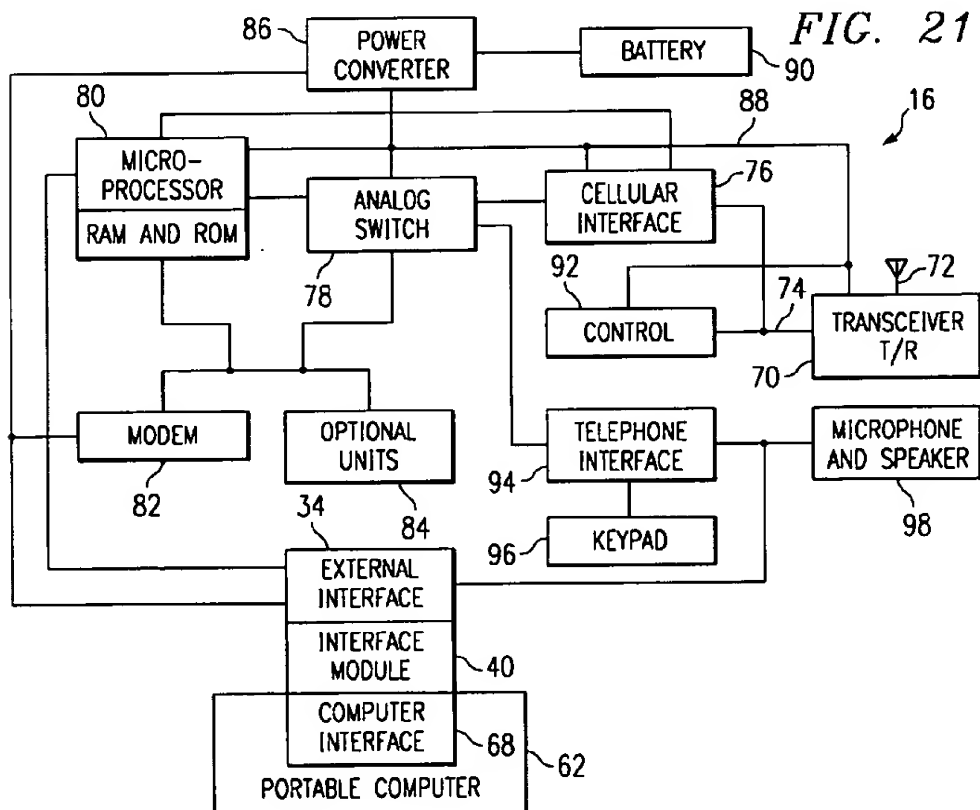 FIG. 21
86
POWER
CONVERTER
BATTERY
90
16
80
88
MICRO-
PROCESSOR
RAM AND ROM
ANALOG
SWITCH
78
CELLULAR
INTERFACE
76
92
CONTROL
74
72
TRANSCEIVER
T/R
70
MODEM
82
OPTIONAL
UNITS
84
TELEPHONE
INTERFACE
94
MICROPHONE
AND SPEAKER
98
96
KEYPAD
34
EXTERNAL
INTERFACE
INTERFACE
MODULE
40
COMPUTER
INTERFACE
68
62
PORTABLE COMPUTER